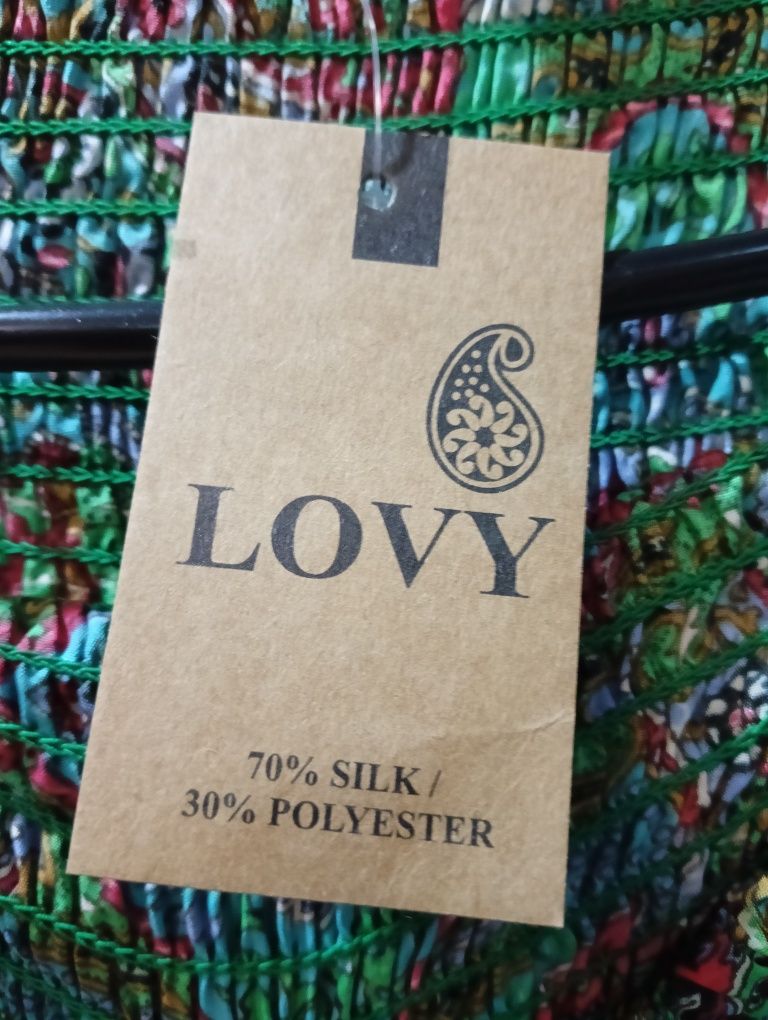 LOVY
70% SILK /
30% POLYESTER